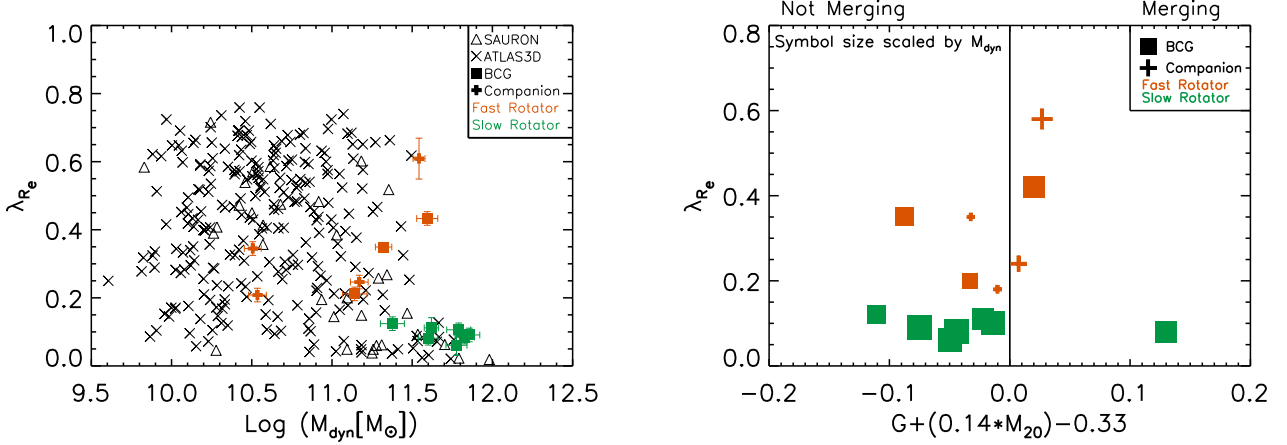 1.0
0.8
0.6
0.4
0.2
0.0
λRe
9.5 10.0 10.5 11.0 11.5 12.0 12.5
Log (Mdyn[M⊙])
△ SAURON
× ATLAS3D
■ BCG
✚ Companion
Fast Rotator
Slow Rotator
Not Merging Merging
Symbol size scaled by Mdyn
■ BCG
+ Companion
Fast Rotator
Slow Rotator
0.8
0.6
0.4
0.2
0.0
λRe
−0.2 −0.1 0.0 0.1 0.2
G+(0.14*M20)−0.33